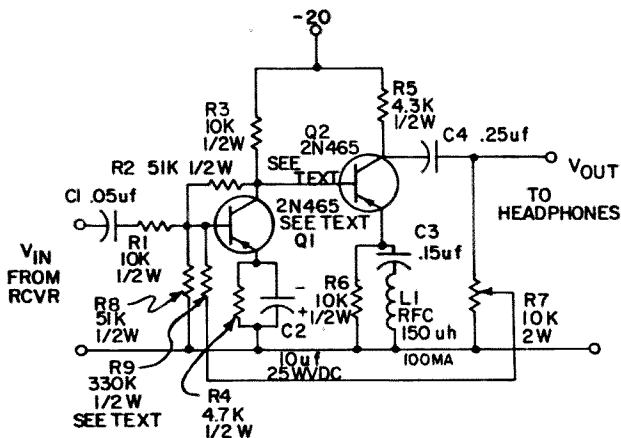 -20
R3
10K
1/2W
R5
4.3K
1/2W
Q2
2N465
C4 .25uf
R2 51K 1/2W
SEE
TEXT
VOUT
TO
HEADPHONES
C1 .05uf
2N465
SEE TEXT
Q1
R1
10K
1/2W
VIN
FROM
RCVR
C3
.15uf
R8
51K
1/2W
-
+
C2
10uf
25WVDC
R6
10K
1/2W
L1
RFC
150 uh
100MA
R7
10K
2W
R9
330K
1/2W
SEE TEXT
R4
4.7K
1/2W